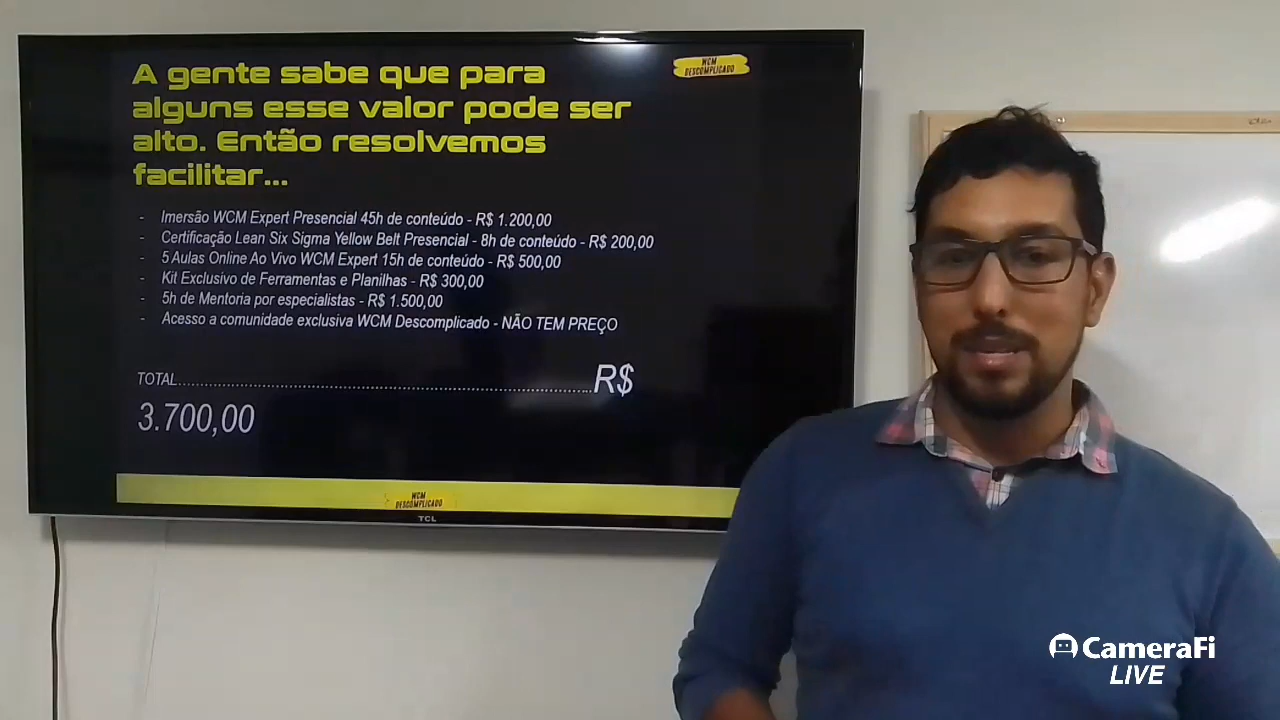 A gente sabe que para
alguns esse valor pode ser
alto. Então resolvemos
facilitar...
WCM
DESCOMPLICADO
- Imersão WCM Expert Presencial 45h de conteúdo - R$ 1.200,00
- Certificação Lean Six Sigma Yellow Belt Presencial - 8h de conteúdo - R$ 200,00
- 5 Aulas Online Ao Vivo WCM Expert 15h de conteúdo - R$ 500,00
- Kit Exclusivo de Ferramentas e Planilhas - R$ 300,00
- 5h de Mentoria por especialistas - R$ 1.500,00
- Acesso a comunidade exclusiva WCM Descomplicado - NÃO TEM PREÇO
TOTAL..........................................................................................R$
3.700,00
WCM
DESCOMPLICADO
TCL
CameraFi
LIVE